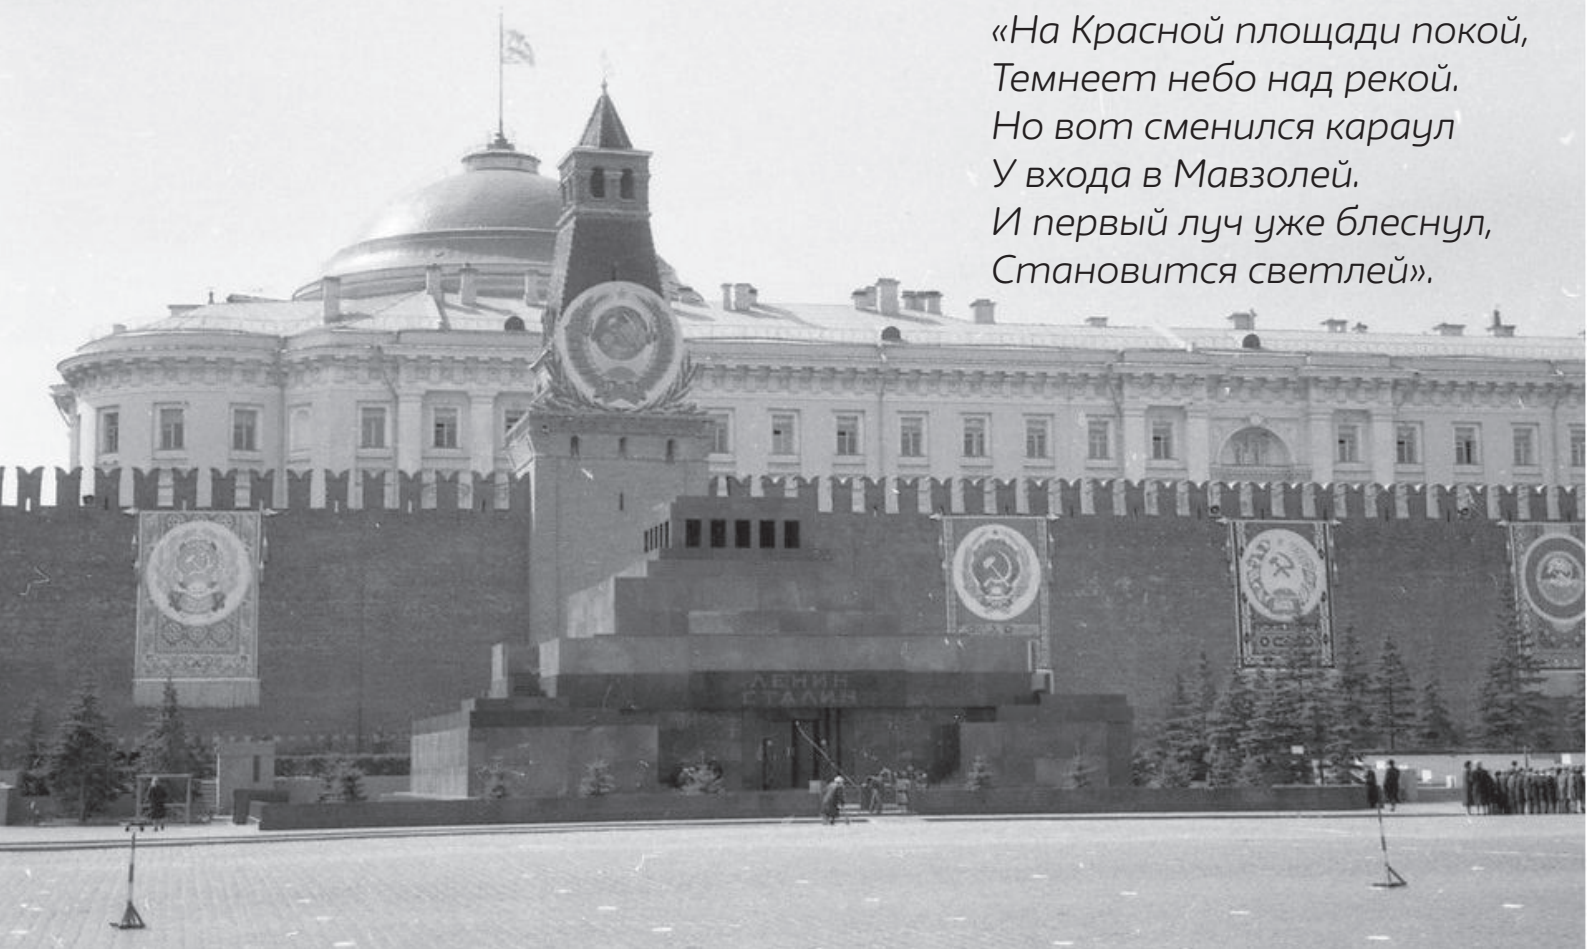 «На Красной площади покой,
Темнеет небо над рекой.
Но вот сменился караул
У входа в Мавзолей.
И первый луч уже блеснул,
Становится светлей».
ЛЕНИН
СТАЛИН